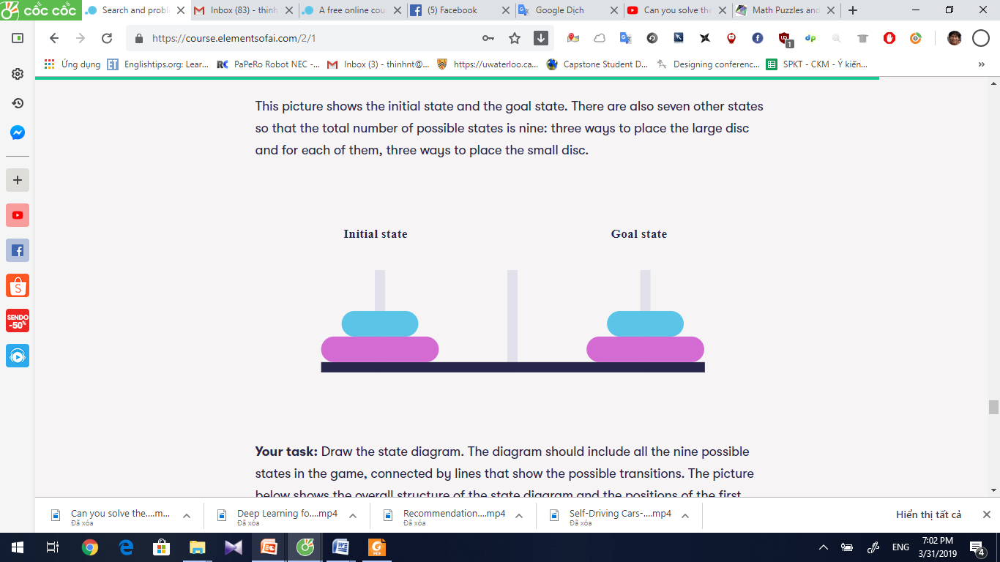 cốc cốc
Search and probl
Inbox (83) - thinh
A free online cou
(5) Facebook
Google Dịch
Can you solve the
Math Puzzles and
https://course.elementsofai.com/2/1
1
Ứng dụng
ET
Englishtips.org: Lear...
RC
PaPeRo Robot NEC -...
Inbox (3) - thinhnt@...
https://uwaterloo.ca...
Capstone Student D...
Designing conferenc...
SPKT - CKM - Ý kiến...
This picture shows the initial state and the goal state. There are also seven other states
so that the total number of possible states is nine: three ways to place the large disc
and for each of them, three ways to place the small disc.
Initial state
Goal state
SENDO
-50%
Your task: Draw the state diagram. The diagram should include all the nine possible
states in the game, connected by lines that show the possible transitions. The picture
below shows the overall structure of the state diagram and the positions of the first
Can you solve the....m...
Đã xóa
Deep Learning fo....mp4
Đã xóa
Recommendation....mp4
Đã xóa
Self-Driving Cars-....mp4
Đã xóa
Hiển thị tất cả
ENG
7:02 PM
3/31/2019
4